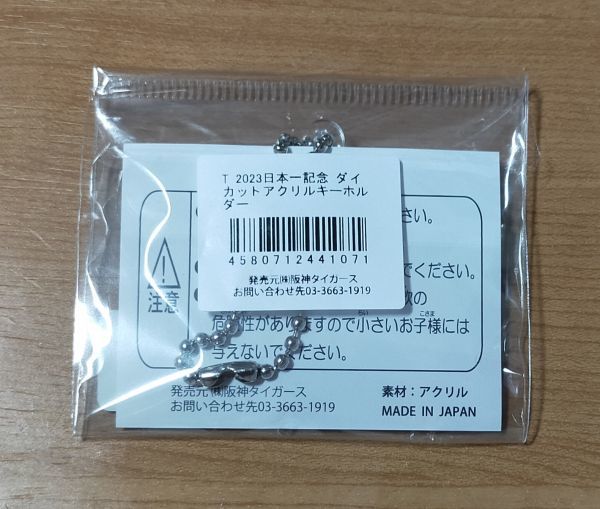 T 2023日本一記念 ダイ
カットアクリルキーホル
ダー
4580712441071
発売元㈱阪神タイガース
お問い合わせ先03-3663-1919
注意
さい。
でください。
の
危険性がありますので小さいお子様には
与えないでください。
発売元㈱阪神タイガース
お問い合わせ先03-3663-1919
素材：アクリル
MADE IN JAPAN